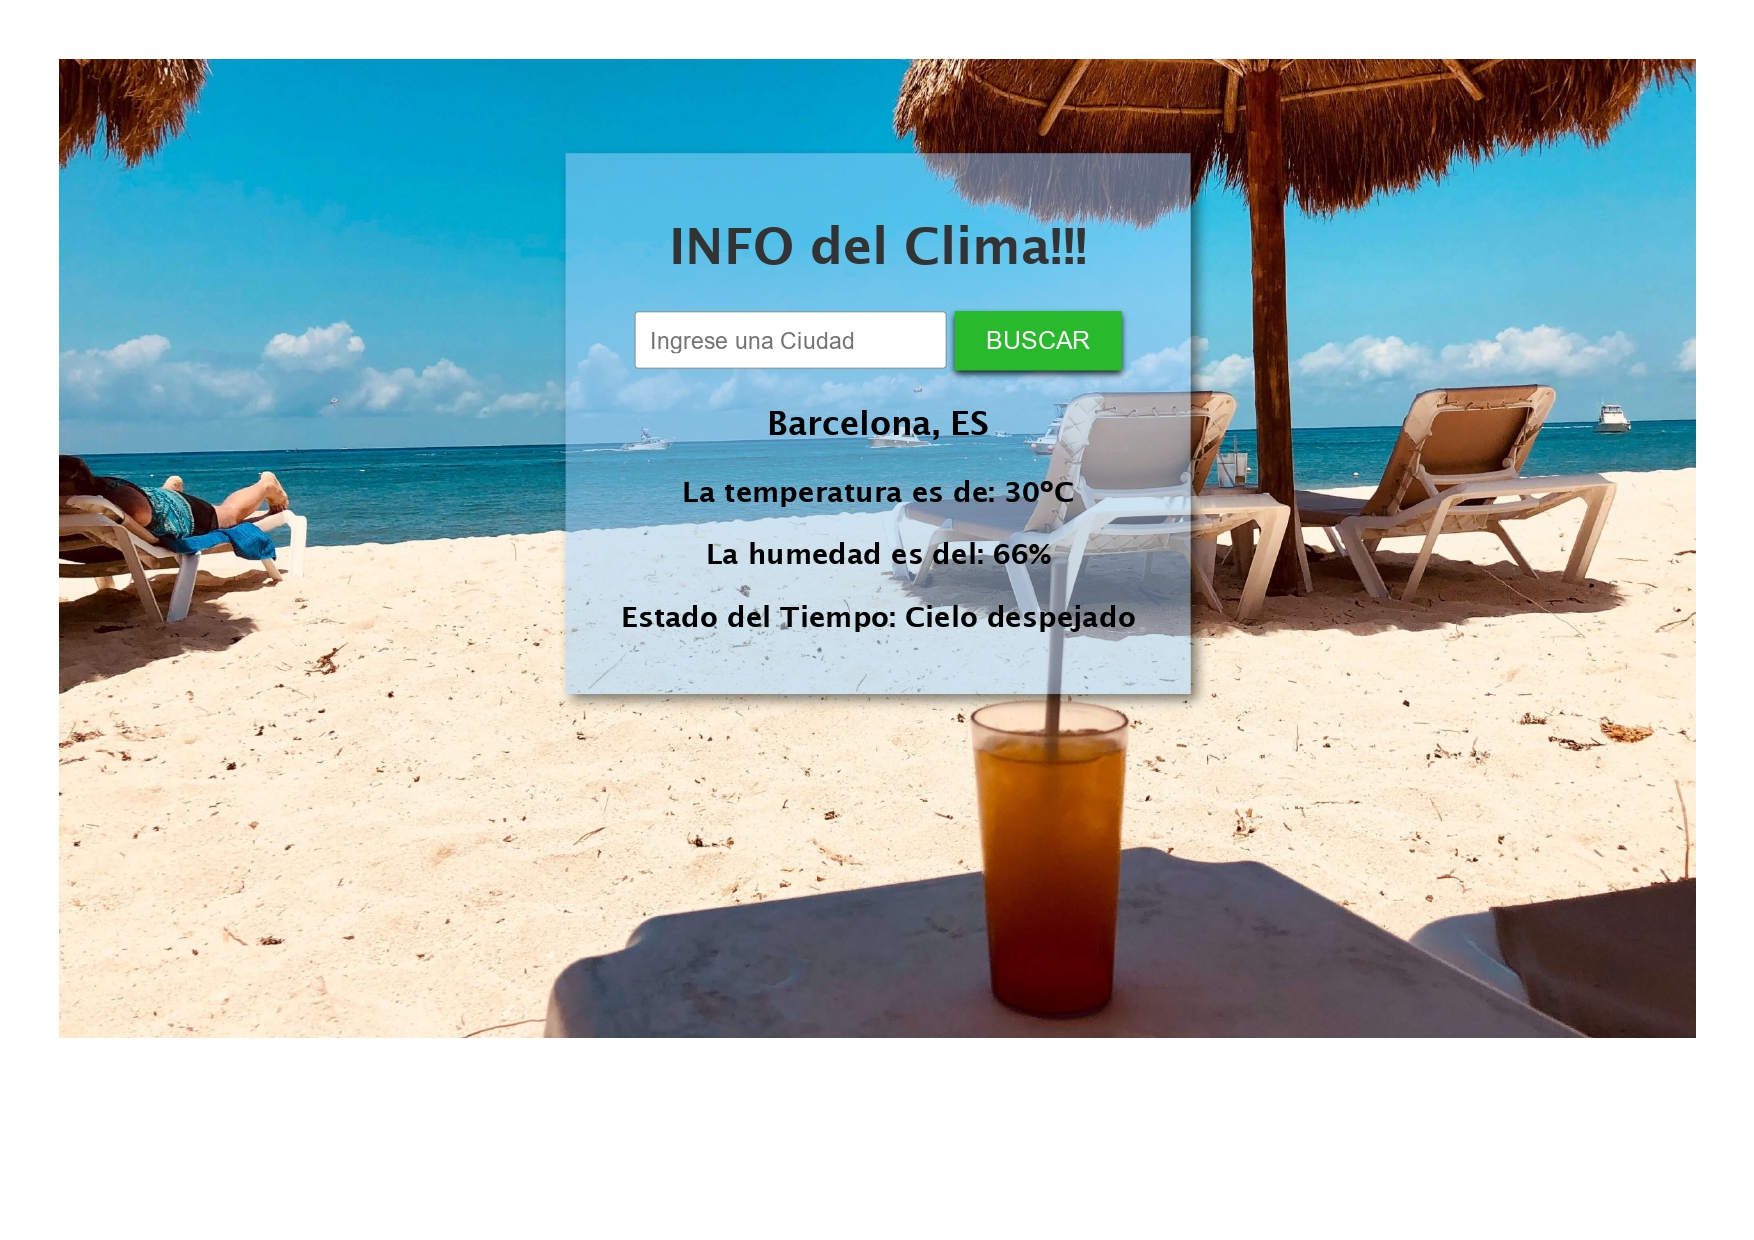 INFO del Clima!!!
Ingrese una Ciudad
BUSCAR
Barcelona, ES
La temperatura es de: 30ºC
La humedad es del: 66%
Estado del Tiempo: Cielo despejado